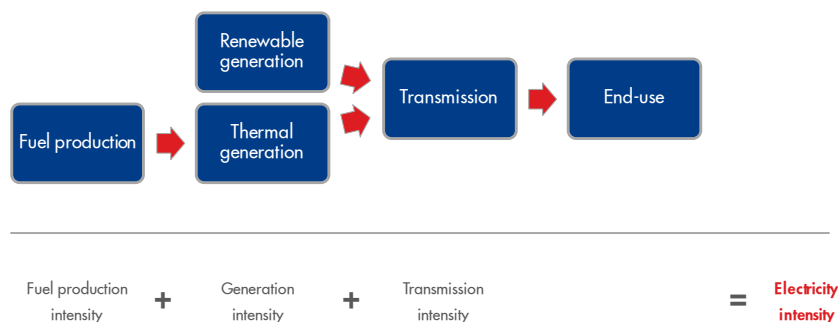 Renewable
generation
Fuel production
Thermal
generation
Transmission
End-use
Fuel production
intensity
+
Generation
intensity
+
Transmission
intensity
=
Electricity
intensity